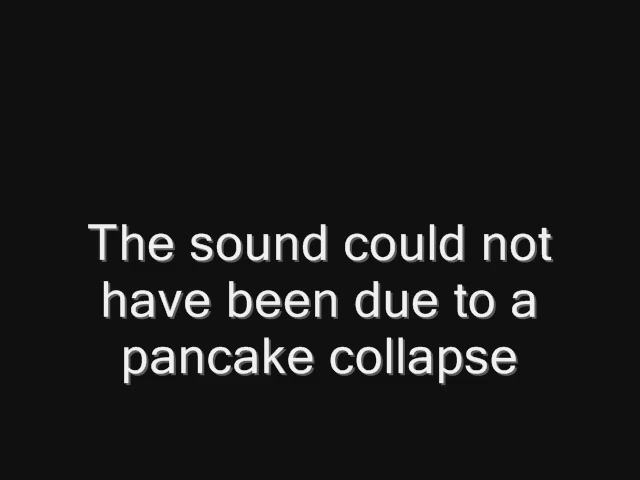 The sound could not
have been due to a
pancake collapse